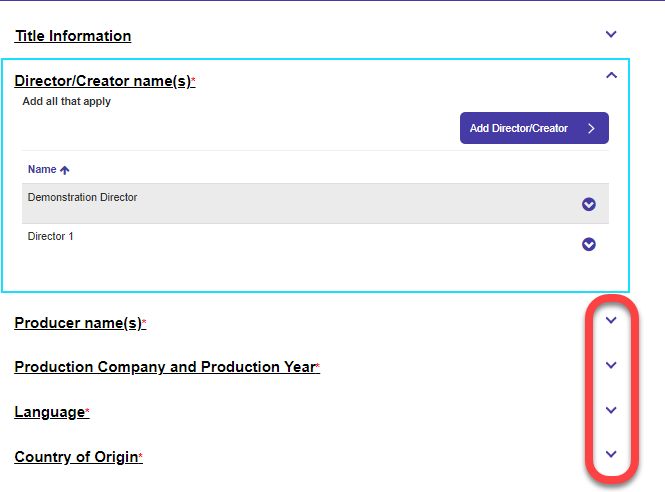 Title Information
Director/Creator name(s)*
Add all that apply
Add Director/Creator
Name
Demonstration Director
Director 1
Producer name(s)*
Production Company and Production Year*
Language*
Country of Origin*